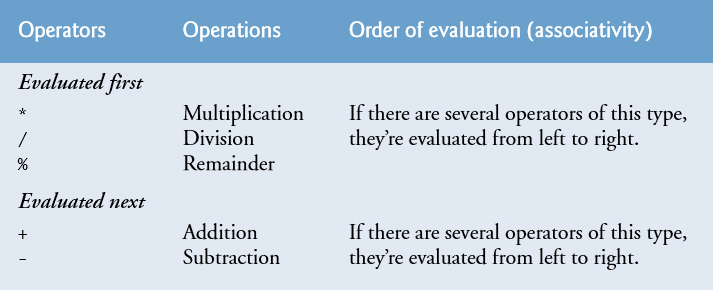 Operators Operations Order of evaluation (associativity)
Evaluated first
* Multiplication If there are several operators of this type,
/ Division they’re evaluated from left to right.
% Remainder
Evaluated next
+ Addition If there are several operators of this type,
– Subtraction they’re evaluated from left to right.